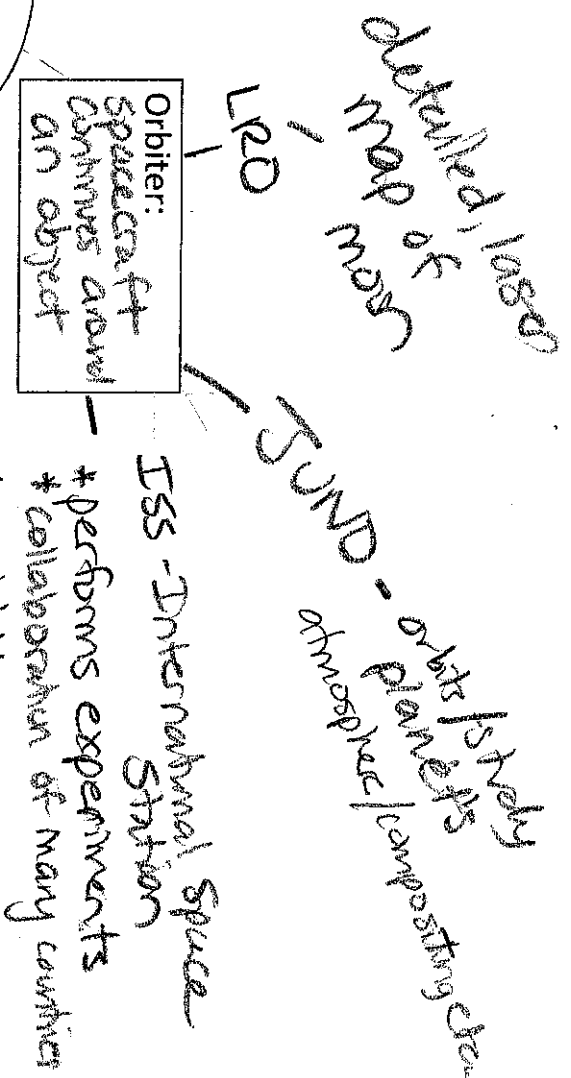 detailed, laser
map of
moon
LRO
Orbiter:
spacecraft
continues around
an object
JUNO - orbits/study
planets
atmospher/composition etc.
ISS - International Space
Station
*performs experiments
*collaboration of many countries